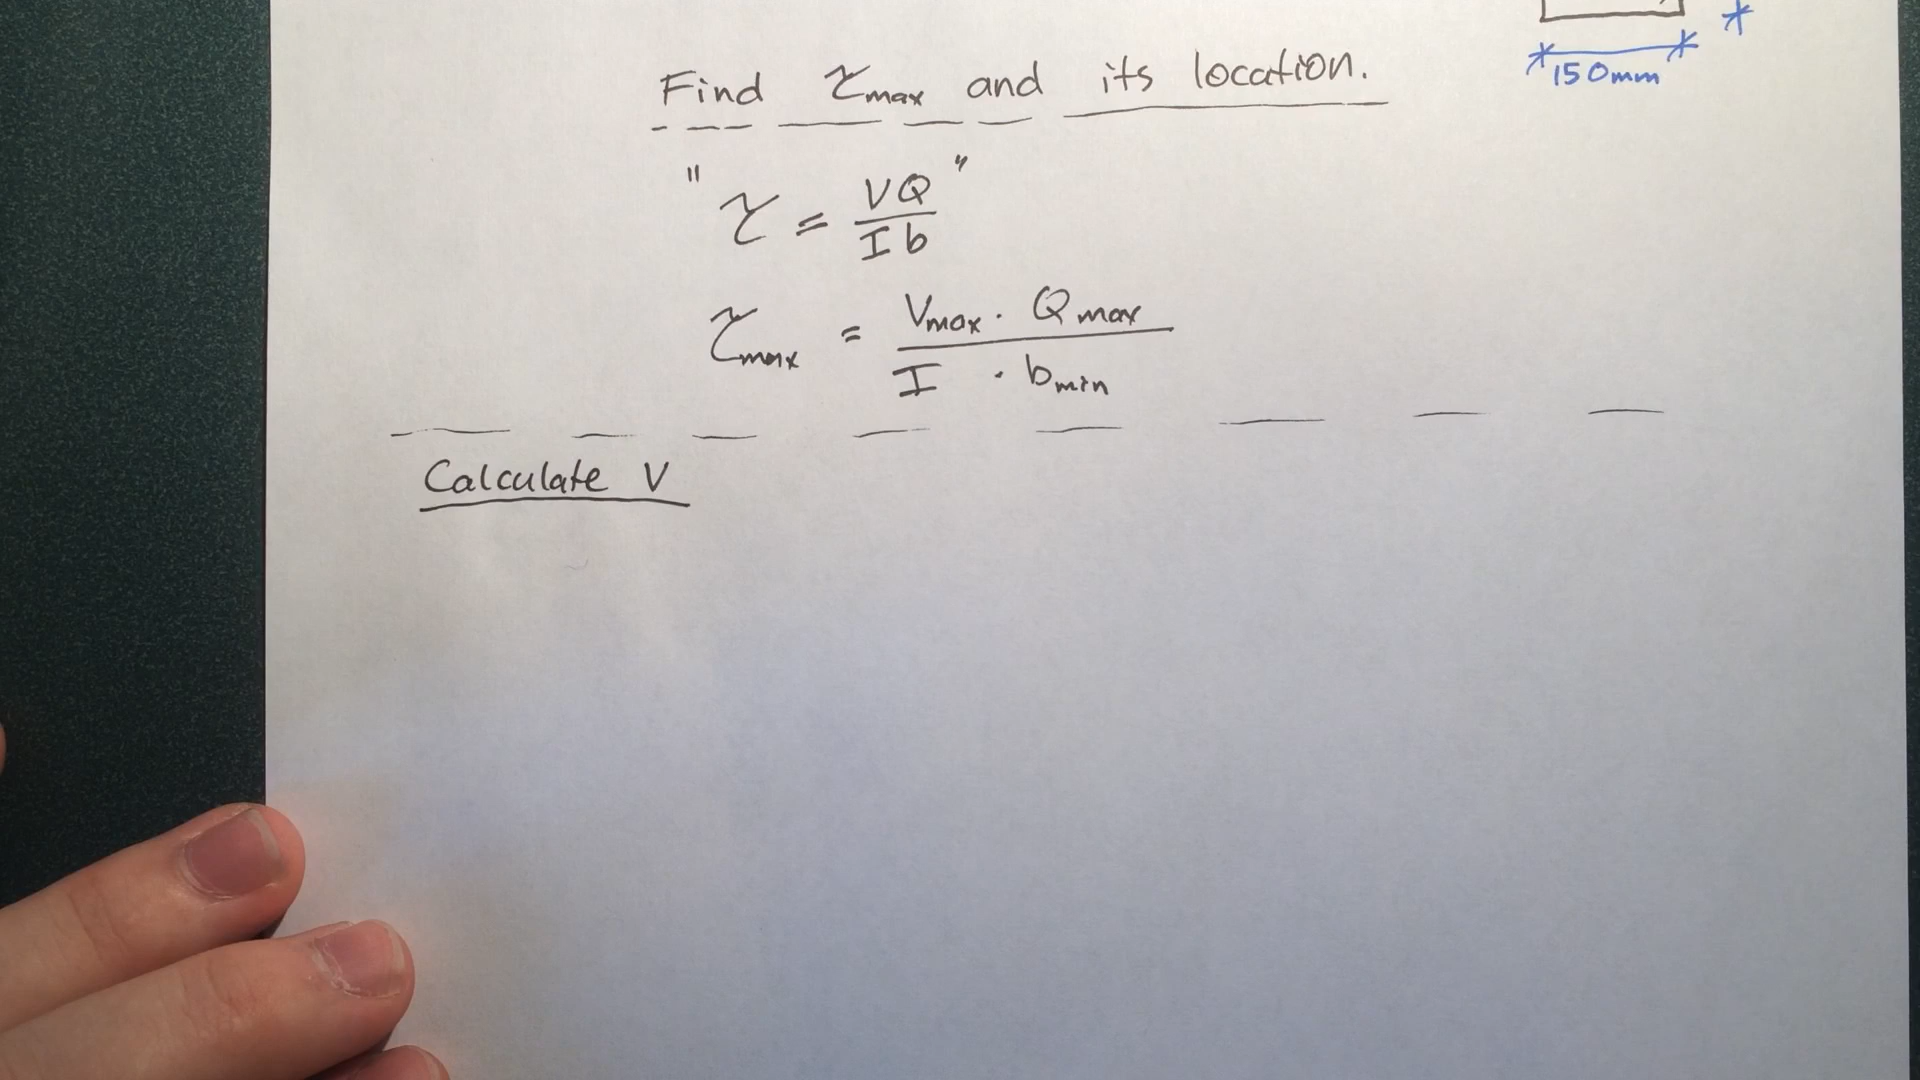 Find τmax and its location.
150mm
"τ = VQ / Ib"
τmax = Vmax · Qmax / I · bmin
Calculate V